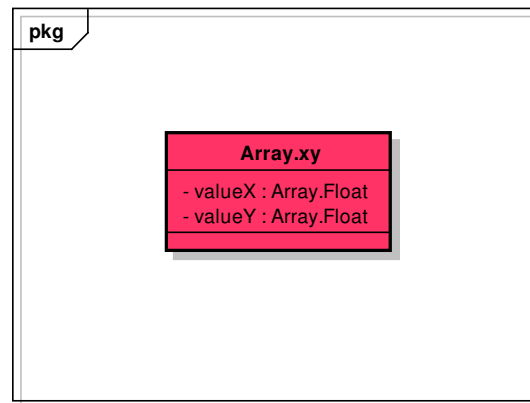 pkg
Array.xy
- valueX : Array.Float
- valueY : Array.Float